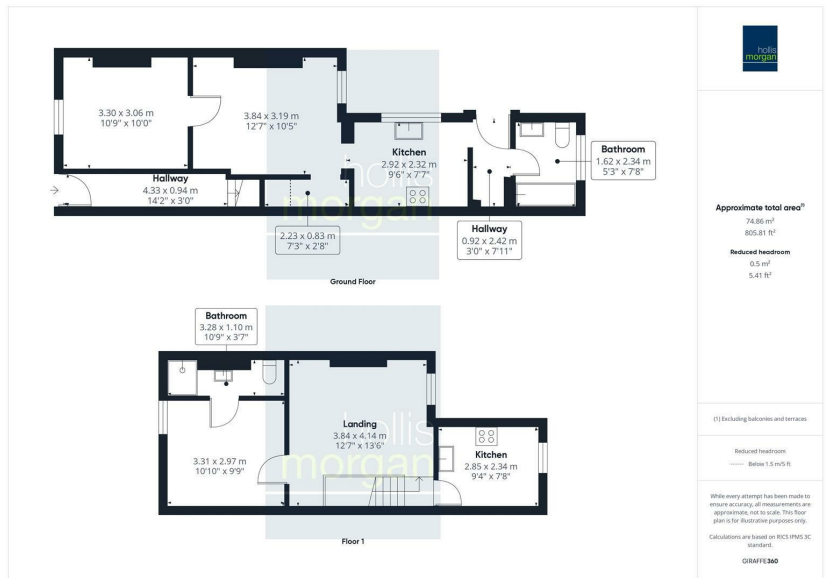 3.30 x 3.06 m
10'9" x 10'0"
3.84 x 3.19 m
12'7" x 10'5"
Hallway
4.33 x 0.94 m
14'2" x 3'0"
Kitchen
2.92 x 2.32 m
9'6" x 7'7"
Bathroom
1.62 x 2.34 m
5'3" x 7'8"
2.23 x 0.83 m
7'3" x 2'8"
Hallway
0.92 x 2.42 m
3'0" x 7'11"
hollis
morgan
Ground Floor
Bathroom
3.28 x 1.10 m
10'9" x 3'7"
Landing
3.84 x 4.14 m
12'7" x 13'6"
3.31 x 2.97 m
10'10" x 9'9"
Kitchen
2.85 x 2.34 m
9'4" x 7'8"
hollis
morgan
Floor 1
hollis
morgan
Approximate total area(1)
74.86 m²
805.81 ft²
Reduced headroom
0.5 m²
5.41 ft²
(1) Excluding balconies and terraces
Reduced headroom
Below 1.5 m/5 ft
While every attempt has been made to
ensure accuracy, all measurements are
approximate, not to scale. This floor
plan is for illustrative purposes only.
Calculations are based on RICS IPMS 3C
standard.
GIRAFFE360